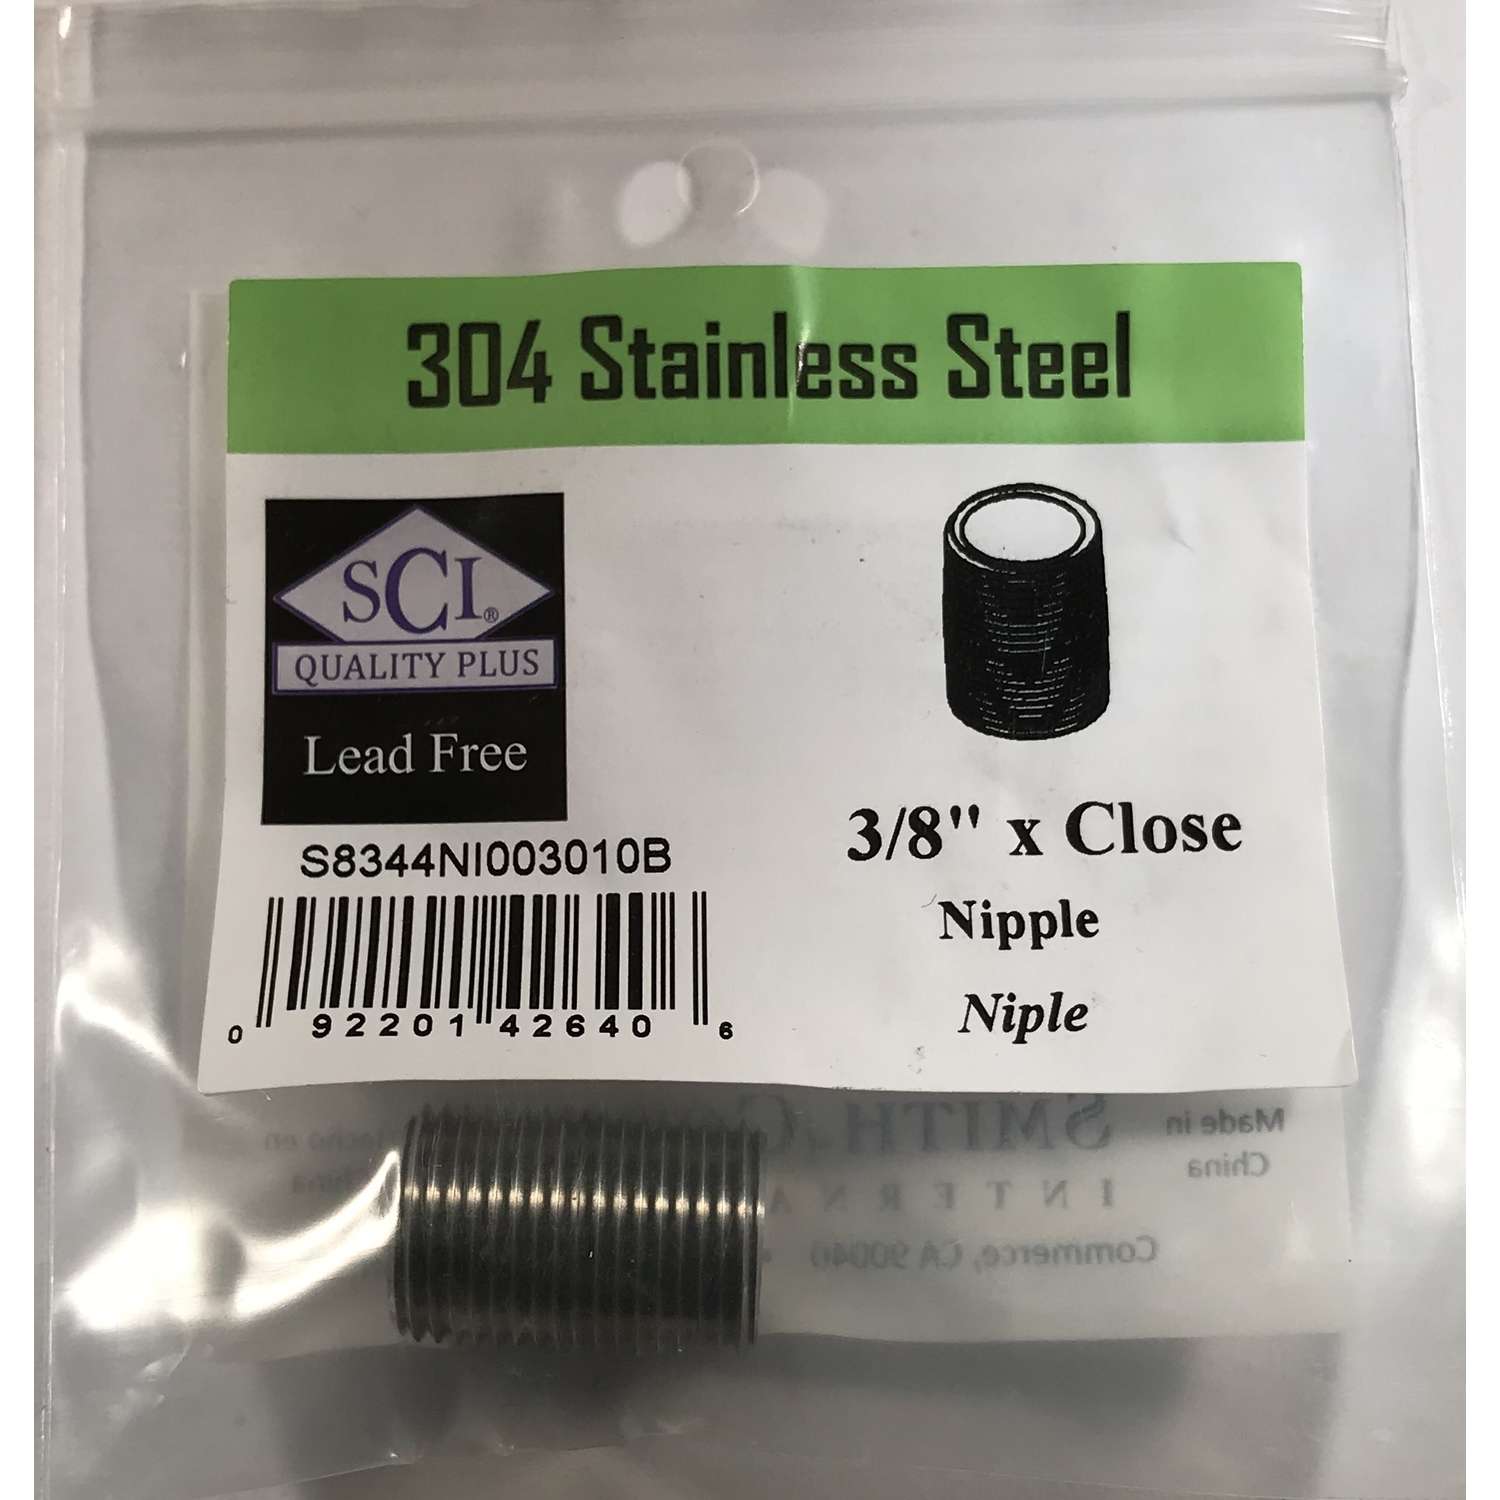 304 Stainless Steel
SCI®
QUALITY PLUS
Lead Free
S8344NI003010B
0 92201 42640 6
3/8" x Close
Nipple
Niple
SMITH
Made in
China
Commerce, CA 90040